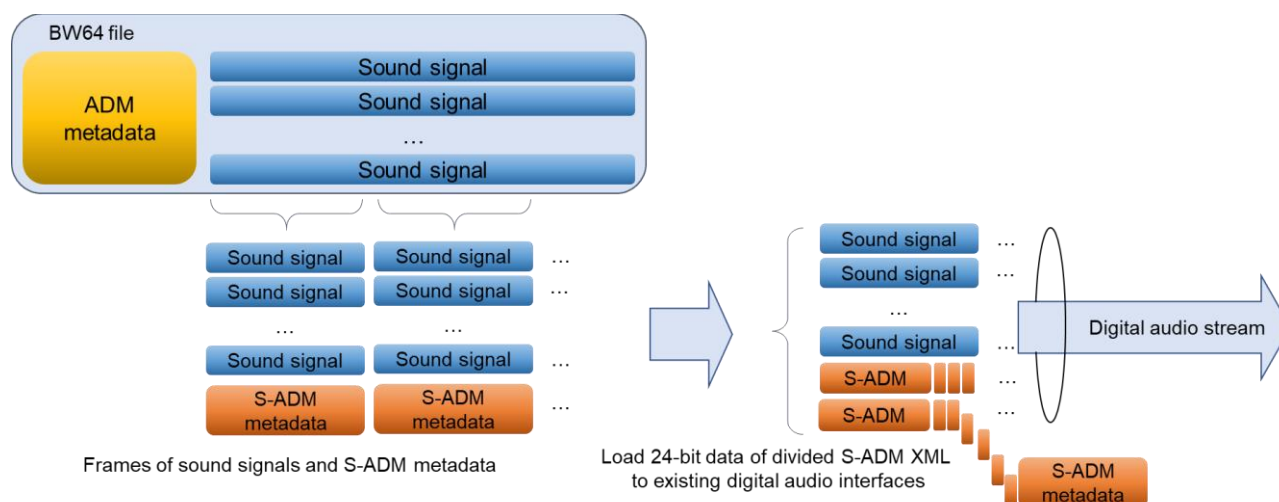 BW64 file
ADM
metadata
Sound signal
Sound signal
...
Sound signal
Sound signal Sound signal ...
Sound signal Sound signal ...
... ...
Sound signal Sound signal ...
S-ADM
metadata
S-ADM
metadata
...
Frames of sound signals and S-ADM metadata
Sound signal ...
Sound signal ...
...
Sound signal ...
S-ADM ...
S-ADM ...
S-ADM
metadata
Load 24-bit data of divided S-ADM XML
to existing digital audio interfaces
Digital audio stream